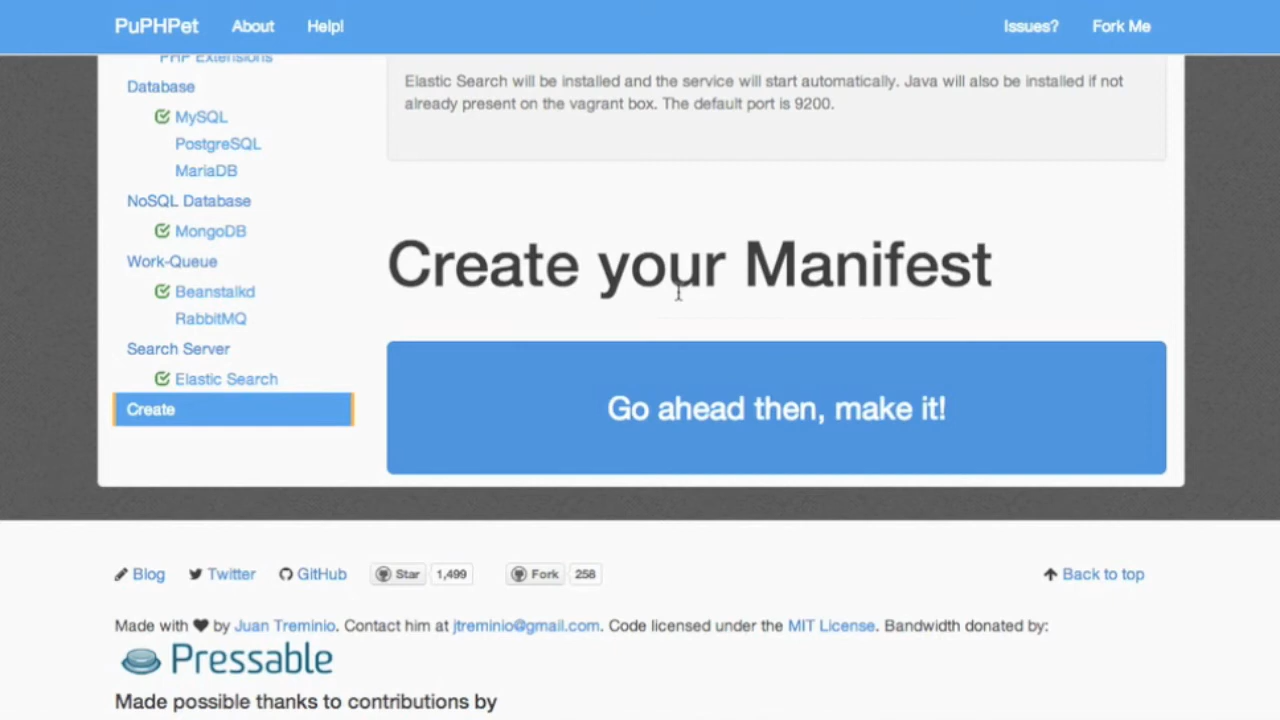 PuPHPet About Help! Issues? Fork Me
PHP Extensions
Database
MySQL
PostgreSQL
MariaDB
NoSQL Database
MongoDB
Work-Queue
Beanstalkd
RabbitMQ
Search Server
Elastic Search
Create
Elastic Search will be installed and the service will start automatically. Java will also be installed if not
already present on the vagrant box. The default port is 9200.
Create your Manifest
Go ahead then, make it!
Blog Twitter GitHub Star 1,499 Fork 258 Back to top
Made with ♥ by Juan Treminio. Contact him at jtreminio@gmail.com. Code licensed under the MIT License. Bandwidth donated by:
Pressable
Made possible thanks to contributions by